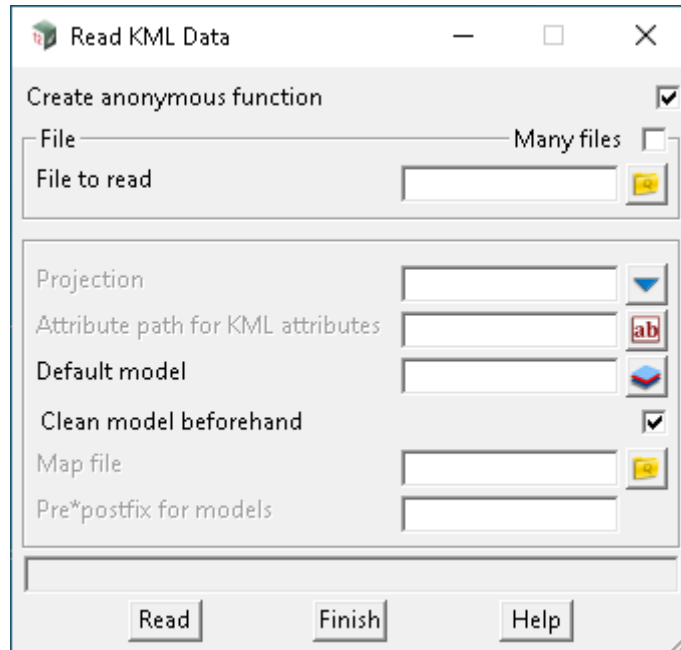 Read KML Data
Create anonymous function
File Many files
File to read
Projection
Attribute path for KML attributes
ab
Default model
Clean model beforehand
Map file
Pre*postfix for models
Read Finish Help